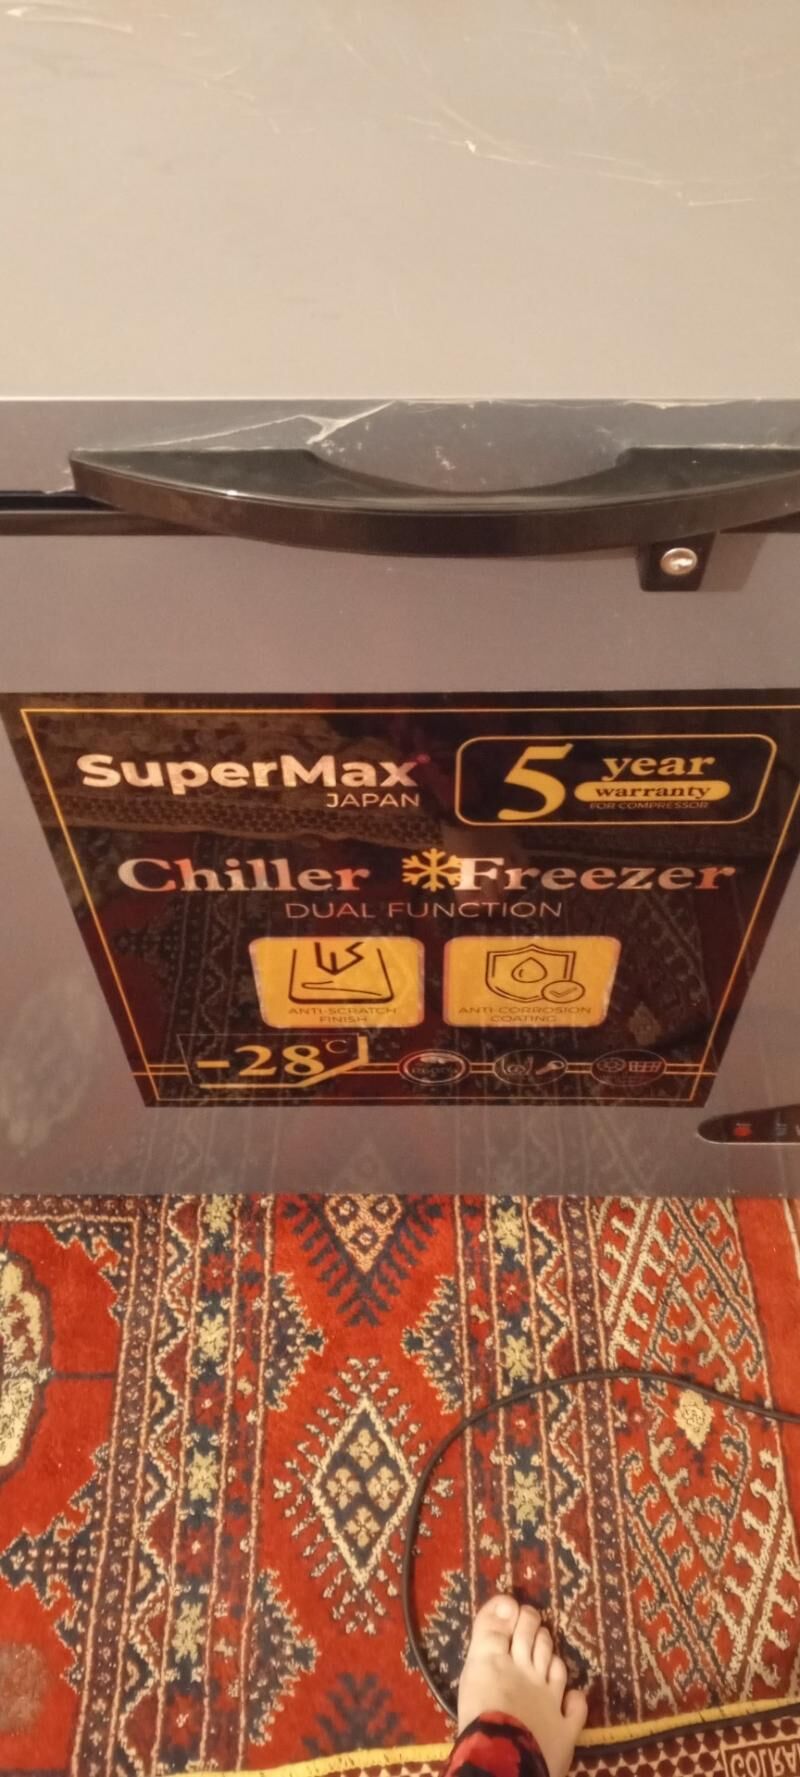 SuperMax
JAPAN
5 year
warranty
FOR COMPRESSOR
Chiller Freezer
DUAL FUNCTION
ANTI-SCRATCH
FINISH
ANTI-CORROSION
COATING
-28°C